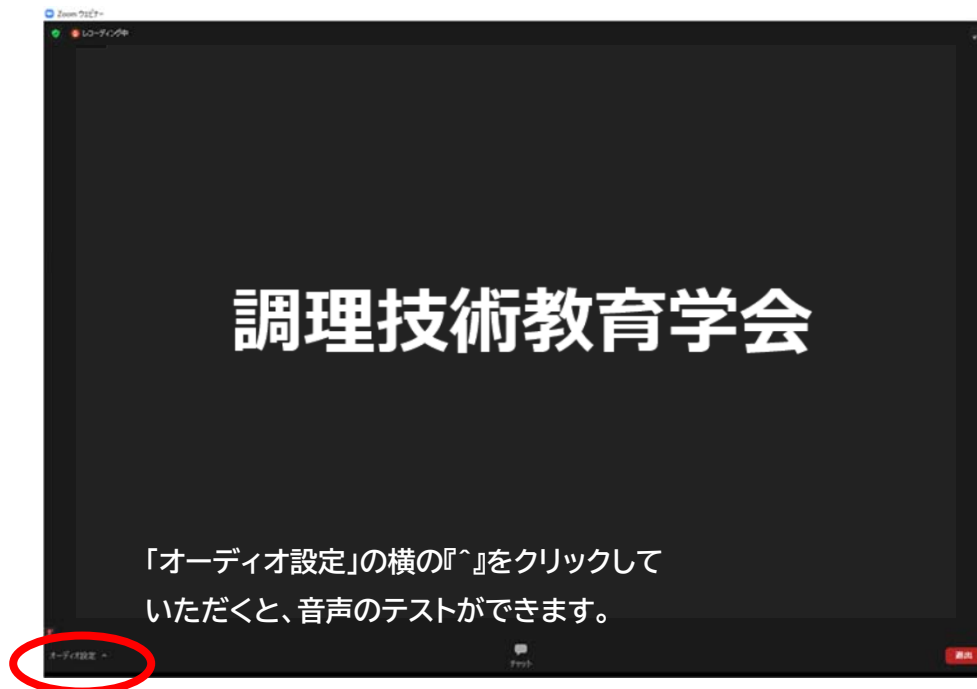 Zoom ウェビナー
レコーディング中
調理技術教育学会
「オーディオ設定」の横の『^』をクリックして
いただくと、音声のテストができます。
オーディオ設定 ^
チャット
退出